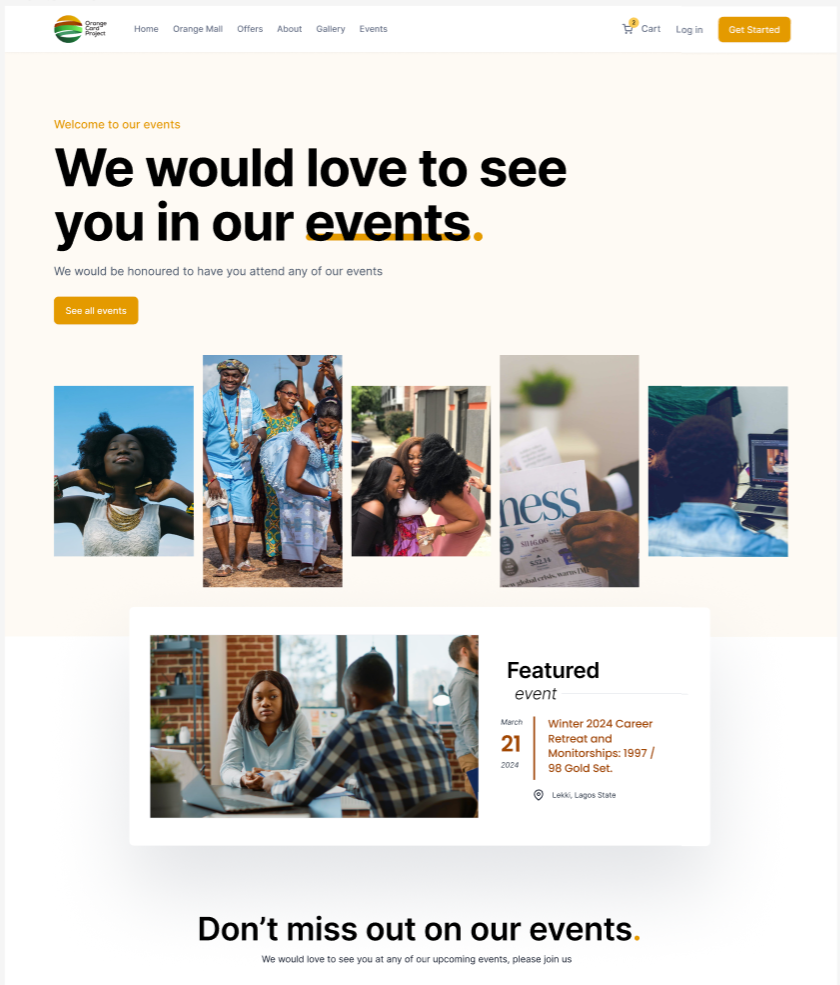 Orange
Card
Project
Home
Orange Mall
Offers
About
Gallery
Events
2
Cart
Log in
Get Started
Welcome to our events
We would love to see
you in our events.
We would be honoured to have you attend any of our events
See all events
ness
$116.00
$52.14
Featured
event
March
21
2024
Winter 2024 Career
Retreat and
Monitorships: 1997 /
98 Gold Set.
Lekki, Lagos State
Don’t miss out on our events.
We would love to see you at any of our upcoming events, please join us